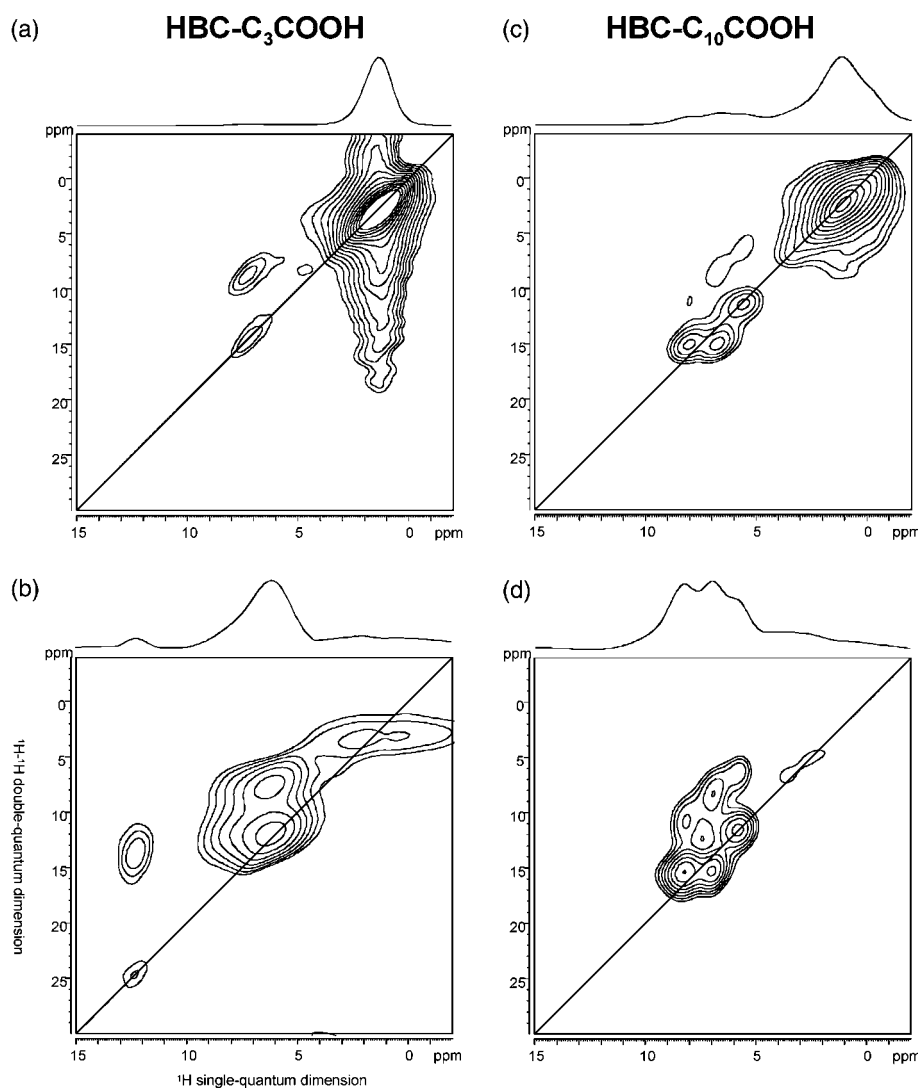 (a) HBC-C₃COOH
ppm
0
5
10
15
20
25
15 10 5 0 ppm
(c) HBC-C₁₀COOH
ppm
0
5
10
15
20
25
15 10 5 0 ppm
(b)
ppm
0
5
10
15
20
25
¹H-¹H double-quantum dimension
15 10 5 0 ppm
¹H single-quantum dimension
(d)
ppm
0
5
10
15
20
25
15 10 5 0 ppm